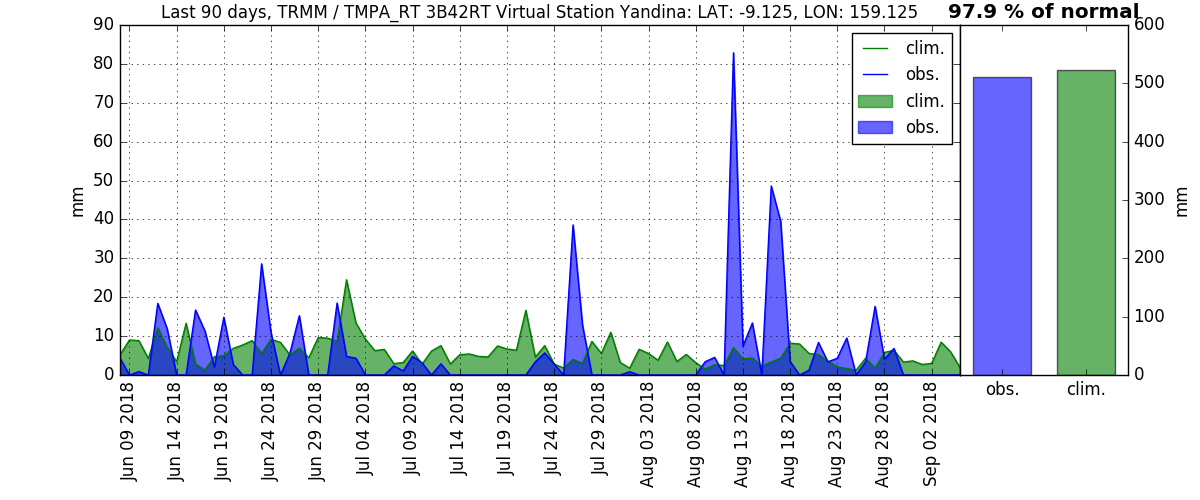 Last 90 days, TRMM / TMPA_RT 3B42RT Virtual Station Yandina: LAT: -9.125, LON: 159.125
97.9 % of normal
90
80
70
60
50
40
30
20
10
0
mm
clim.
obs.
clim.
obs.
600
500
400
300
200
100
0
mm
obs.
clim.
Jun 09 2018
Jun 14 2018
Jun 19 2018
Jun 24 2018
Jun 29 2018
Jul 04 2018
Jul 09 2018
Jul 14 2018
Jul 19 2018
Jul 24 2018
Jul 29 2018
Aug 03 2018
Aug 08 2018
Aug 13 2018
Aug 18 2018
Aug 23 2018
Aug 28 2018
Sep 02 2018